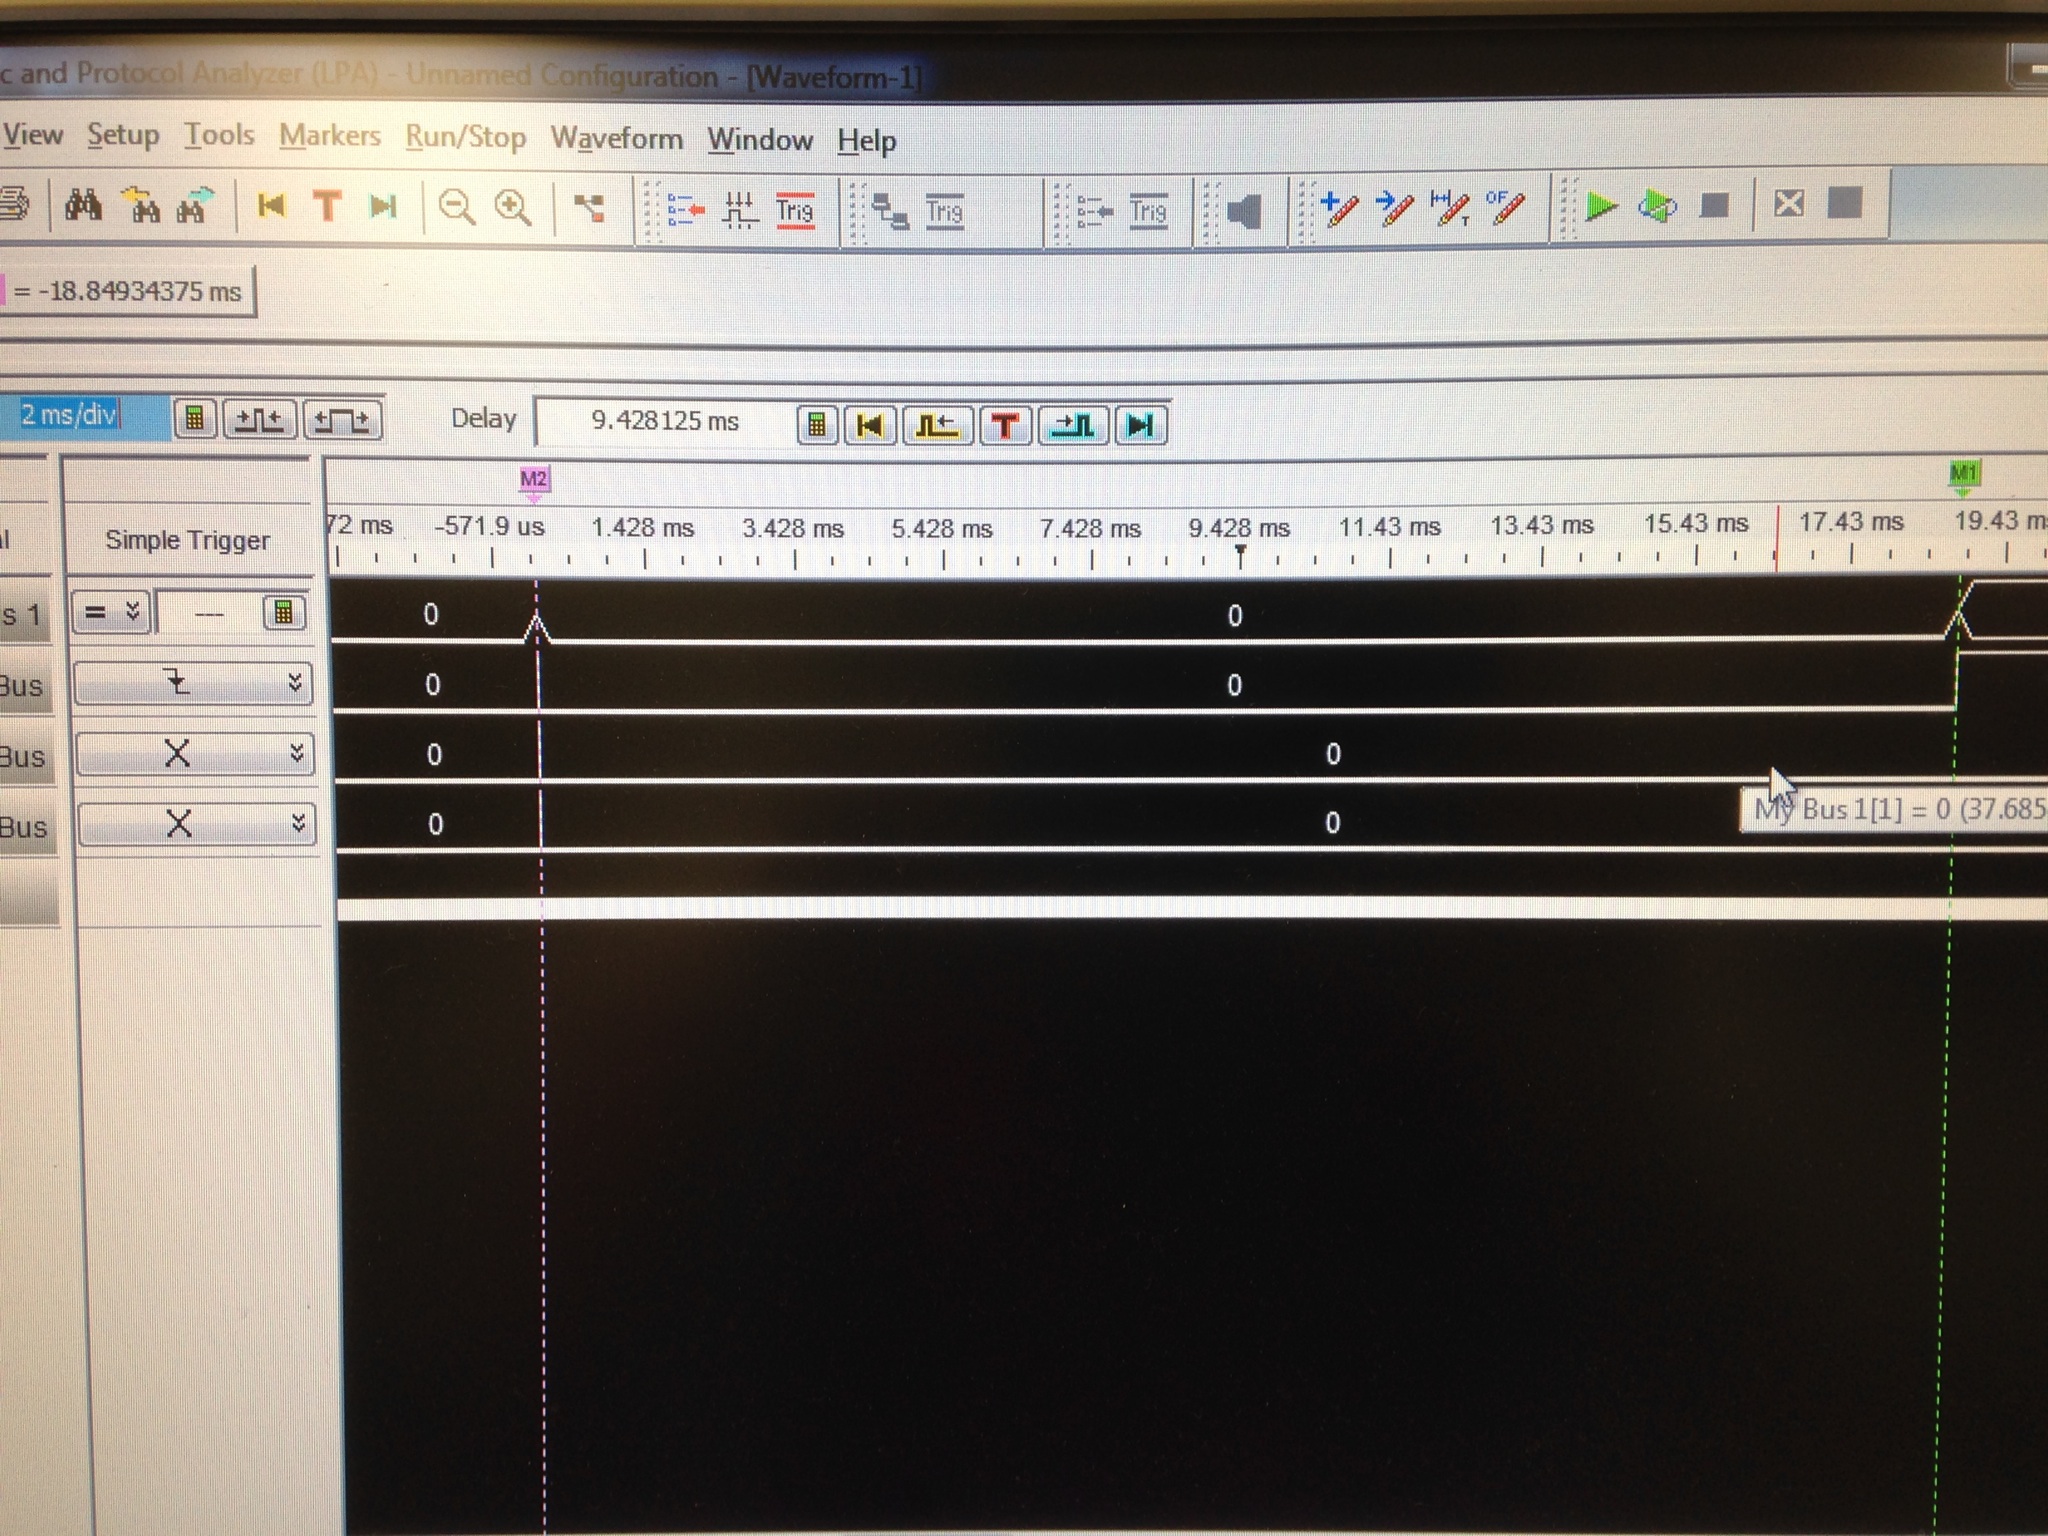 c and Protocol Analyzer (LPA) - Unnamed Configuration - [Waveform-1]
View Setup Tools Markers Run/Stop Waveform Window Help
T Trig Trig Trig T OF
= -18.84934375 ms
2 ms/div Delay 9.428125 ms T
M2 M1
72 ms -571.9 us 1.428 ms 3.428 ms 5.428 ms 7.428 ms 9.428 ms 11.43 ms 13.43 ms 15.43 ms 17.43 ms 19.43 m
l Simple Trigger
s 1 = --- 0 0
Bus 0 0
Bus X 0 0
My Bus 1[1] = 0 (37.685
Bus X 0 0